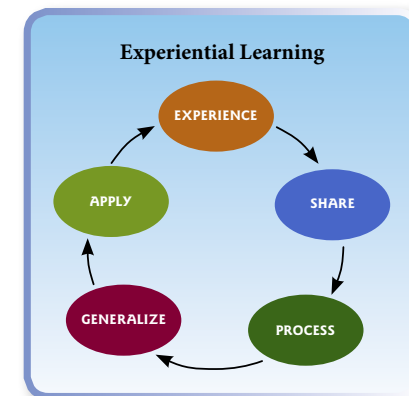 Experiential Learning
EXPERIENCE
SHARE
PROCESS
GENERALIZE
APPLY